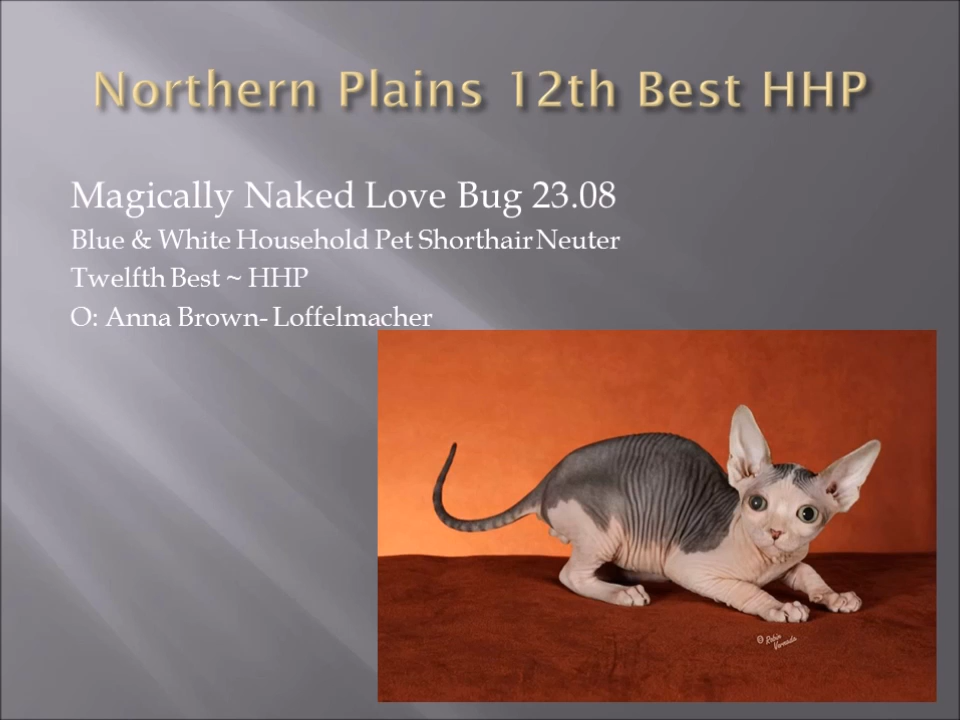 Northern Plains 12th Best HHP
Magically Naked Love Bug 23.08
Blue & White Household Pet Shorthair Neuter
Twelfth Best ~ HHP
O: Anna Brown- Loffelmacher
© Robin